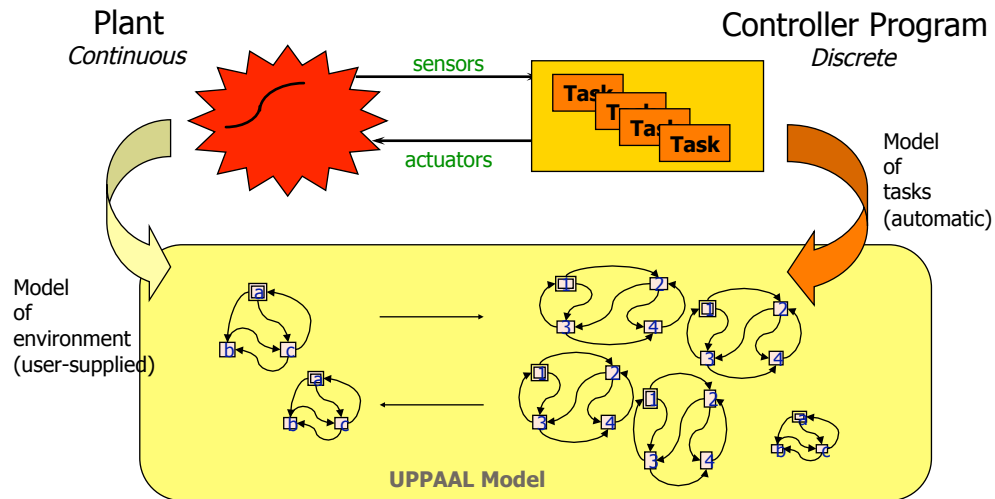 Plant
Continuous
Controller Program
Discrete
sensors
actuators
Task
Task
Task
Task
Model
of
tasks
(automatic)
Model
of
environment
(user-supplied)
a
b
c
a
b
c
1
2
3
4
1
2
3
4
1
2
3
4
1
2
3
4
a
b
c
UPPAAL Model